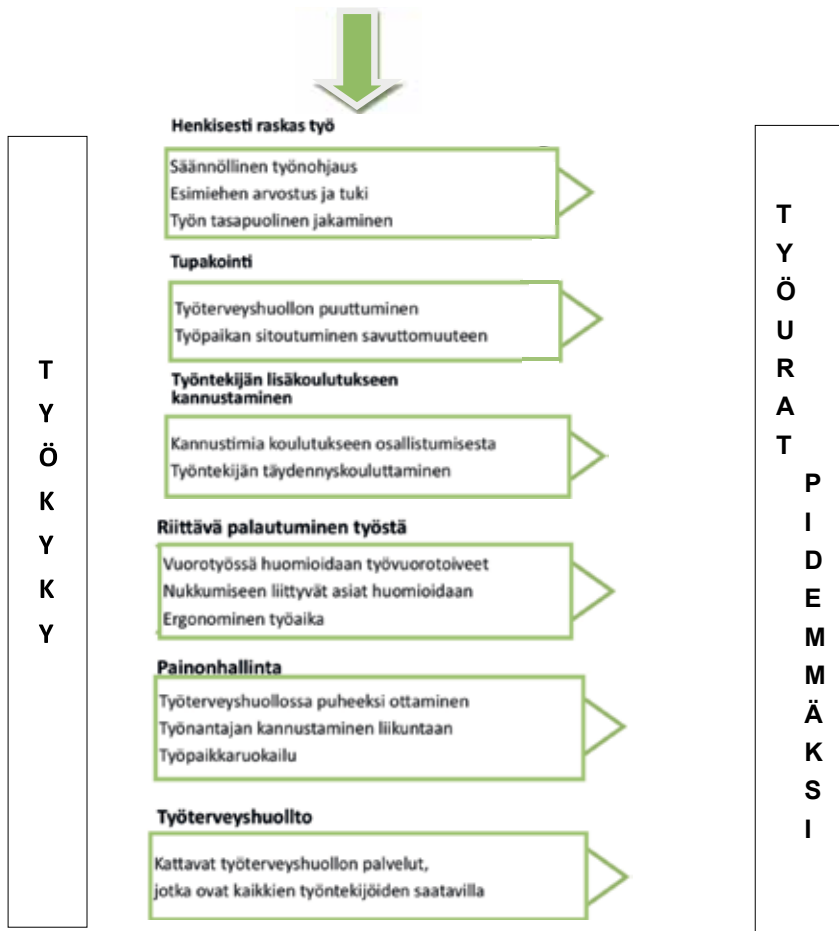 TYÖKYKY
Henkisesti raskas työ
Säännöllinen työnohjaus
Esimiehen arvostus ja tuki
Työn tasapuolinen jakaminen
Tupakointi
Työterveyshuollon puuttuminen
Työpaikan sitoutuminen savuttomuuteen
Työntekijän lisäkoulutukseen
kannustaminen
Kannustimia koulutukseen osallistumisesta
Työntekijän täydennyskouluttaminen
Riittävä palautuminen työstä
Vuorotyössä huomioidaan työvuorotoiveet
Nukkumiseen liittyvät asiat huomioidaan
Ergonominen työaika
Painonhallinta
Työterveyshuollossa puheeksi ottaminen
Työnantajan kannustaminen liikuntaan
Työpaikkaruokailu
Työterveyshuollto
Kattavat työterveyshuollon palvelut,
jotka ovat kaikkien työntekijöiden saatavilla
TYÖURAT
PIDEMMÄKSI